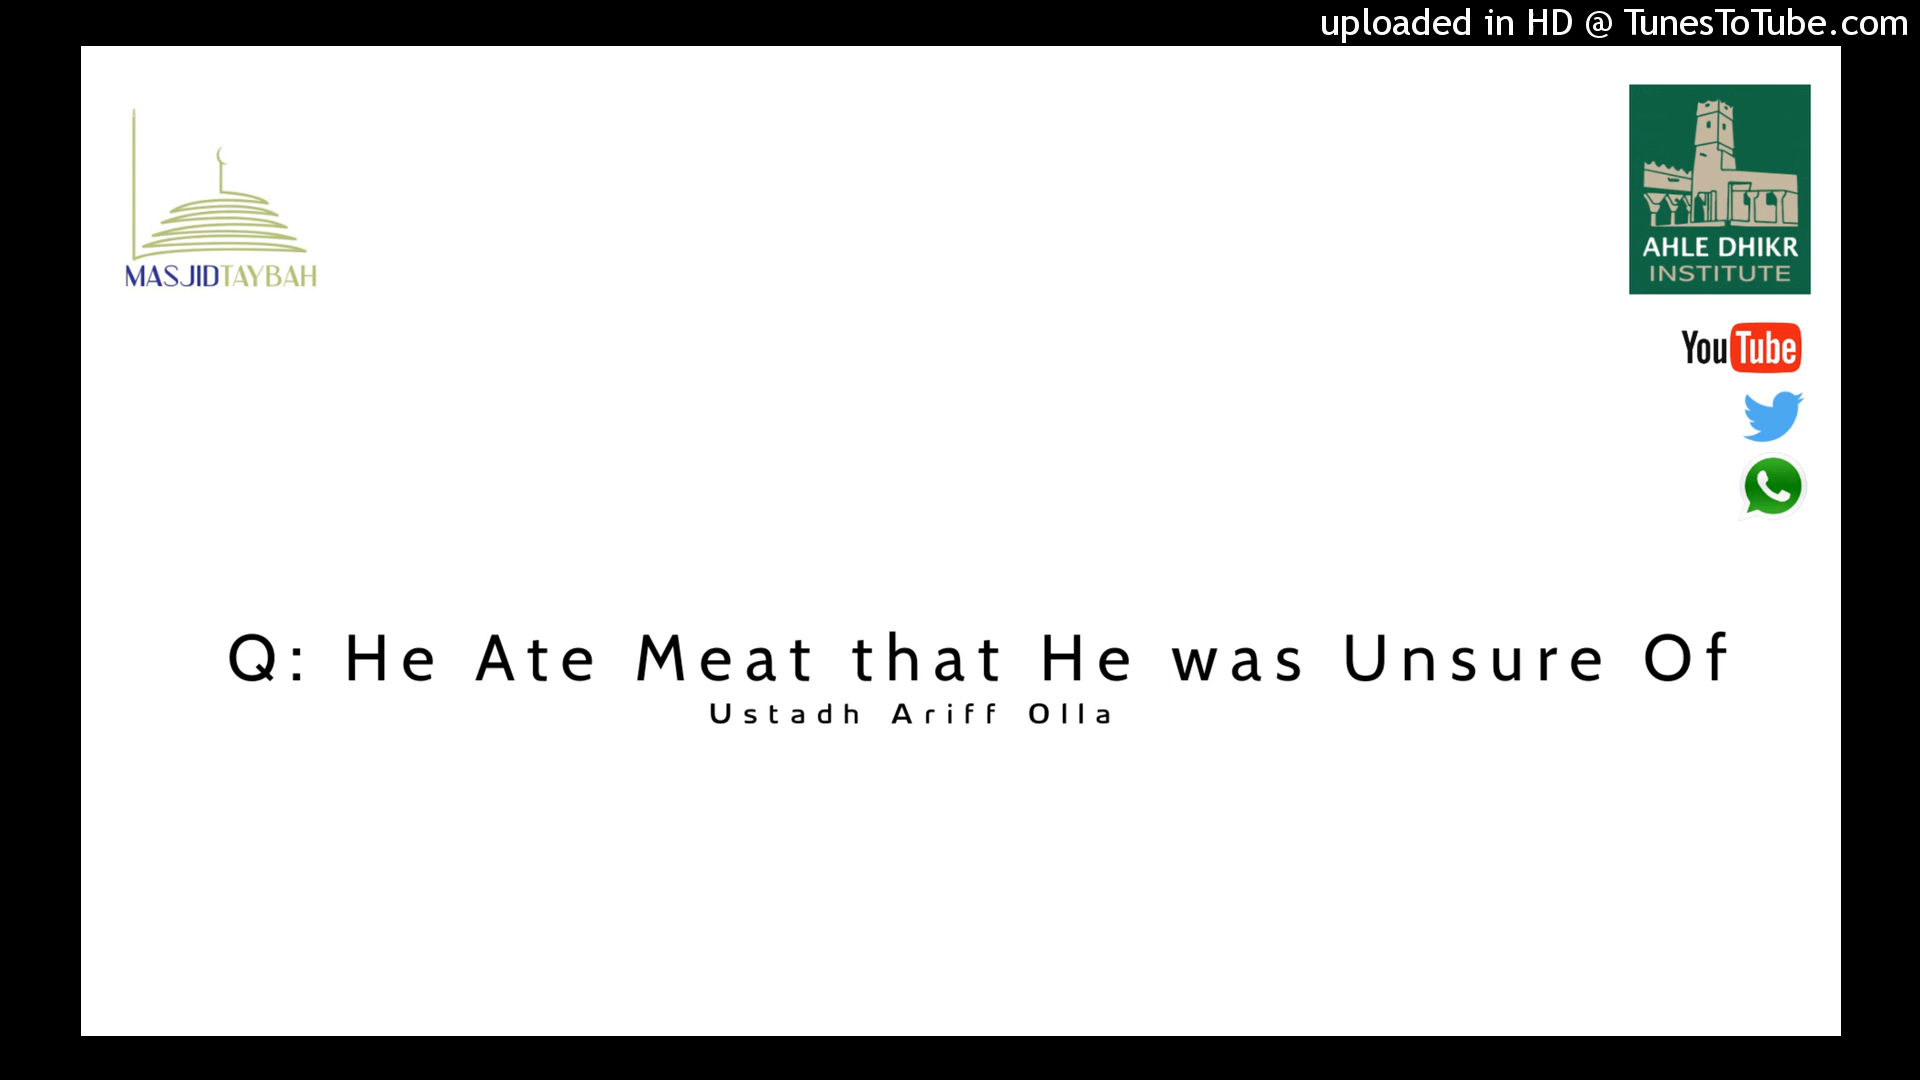 uploaded in HD @ TunesToTube.com
MASJIDTAYBAH
AHLE DHIKR
INSTITUTE
YouTube
Q: He Ate Meat that He was Unsure Of
Ustadh Ariff Olla